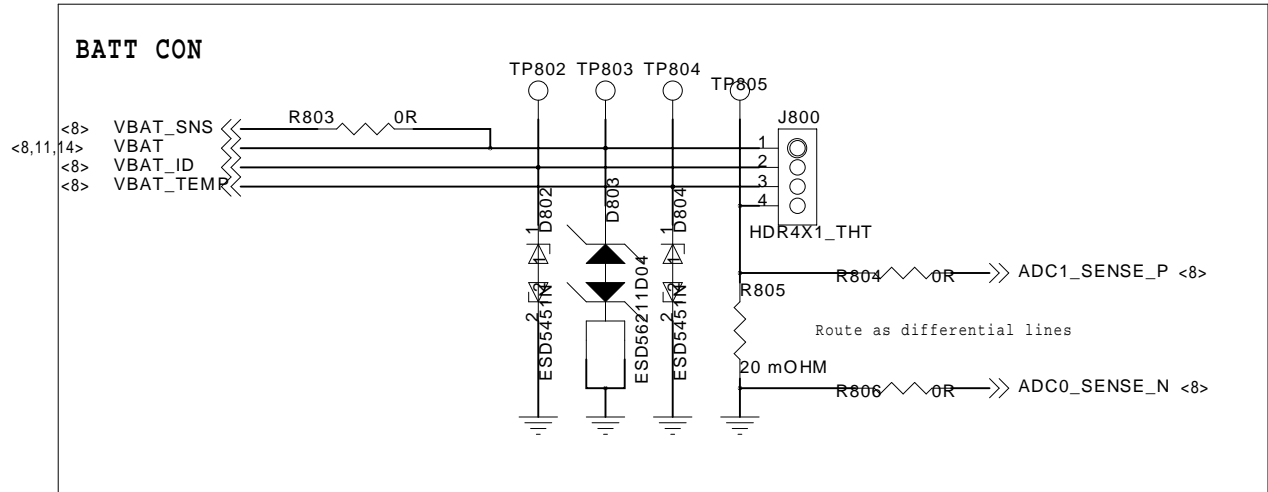 BATT CON
TP802 TP803 TP804 TP805
J800
R803 0R
<8> VBAT_SNS
<8,11,14> VBAT
<8> VBAT_ID
<8> VBAT_TEMP
1
2
3
4
HDR4X1_THT
1 D802
D803
1 D804
2 ESD5451N
ESD56211D04
2 ESD5451N
R804 0R ADC1_SENSE_P <8>
R805
Route as differential lines
20 mOHM
R806 0R ADC0_SENSE_N <8>